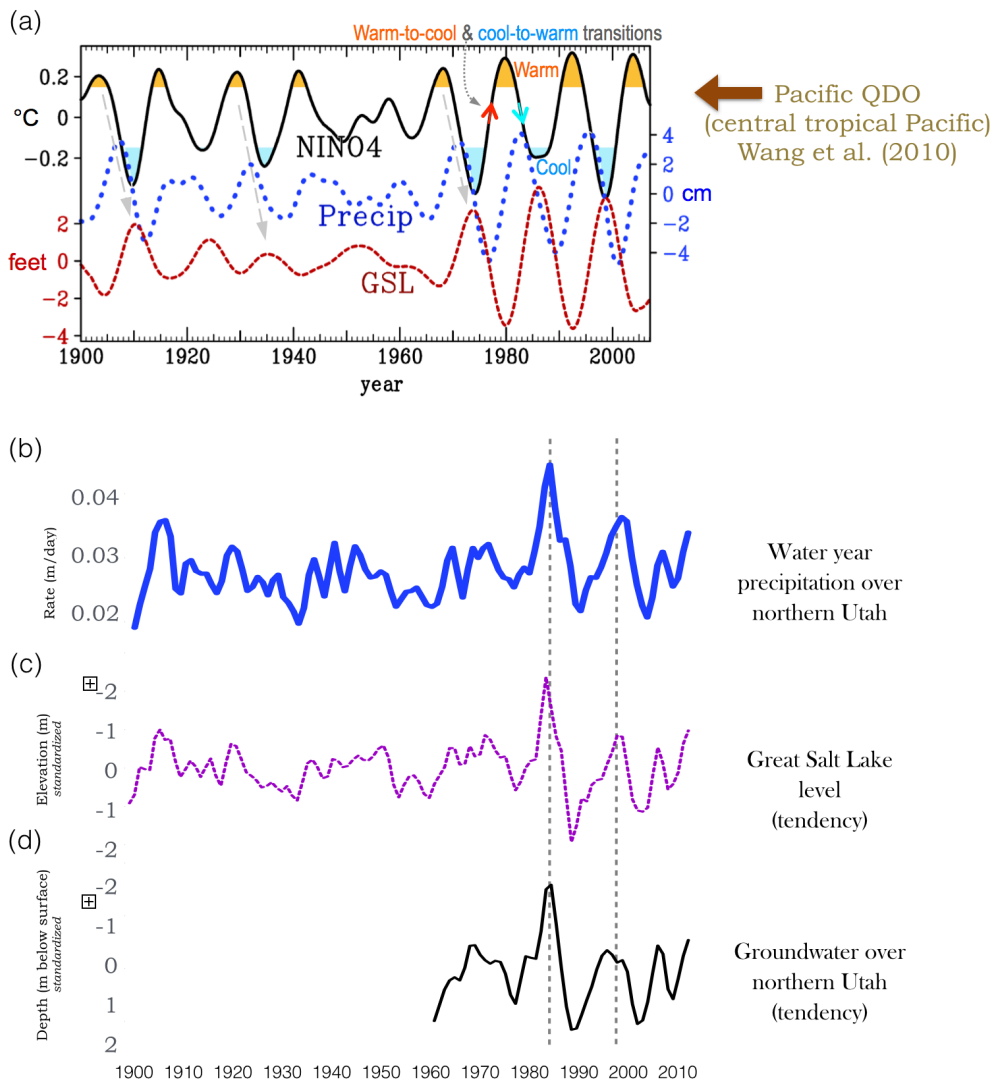 (a)
Warm-to-cool & cool-to-warm transitions
0.2
°C 0
-0.2
Warm
NINO4
Cool
4
2
0 cm
-2
-4
Precip
2
feet 0
-2
-4
GSL
1900 1920 1940 1960 1980 2000
year
Pacific QDO
(central tropical Pacific)
Wang et al. (2010)
(b)
Rate (m/day)
0.04
0.03
0.02
Water year
precipitation over
northern Utah
(c)
Elevation (m)
standardized
-2
-1
0
-1
-2
Great Salt Lake
level
(tendency)
(d)
Depth (m below surface)
standardized
-2
-1
0
1
2
Groundwater over
northern Utah
(tendency)
1900 1910 1920 1930 1940 1950 1960 1970 1980 1990 2000 2010